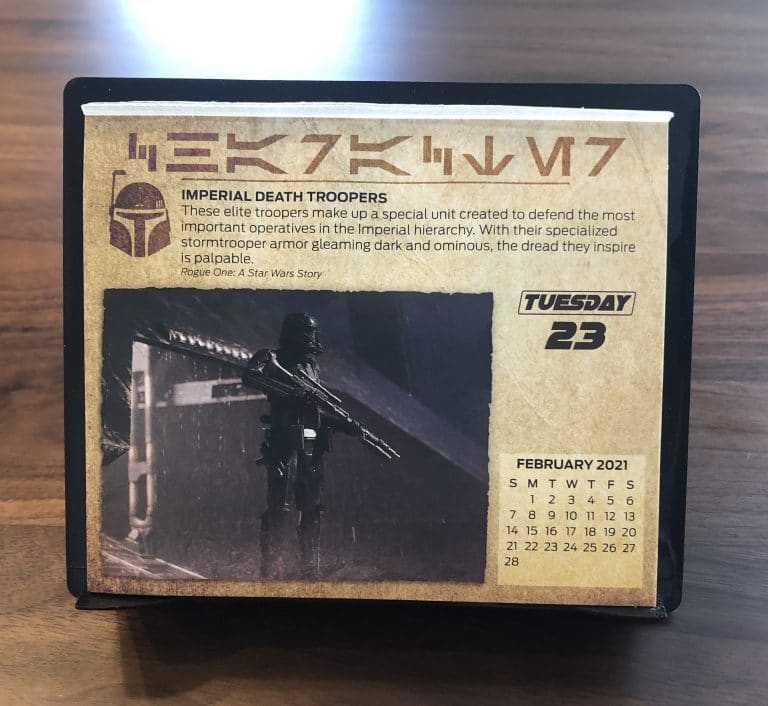 IMPERIAL DEATH TROOPERS
These elite troopers make up a special unit created to defend the most
important operatives in the Imperial hierarchy. With their specialized
stormtrooper armor gleaming dark and ominous, the dread they inspire
is palpable.
Rogue One: A Star Wars Story
TUESDAY
23
FEBRUARY 2021
S M T W T F S
1 2 3 4 5 6
7 8 9 10 11 12 13
14 15 16 17 18 19 20
21 22 23 24 25 26 27
28